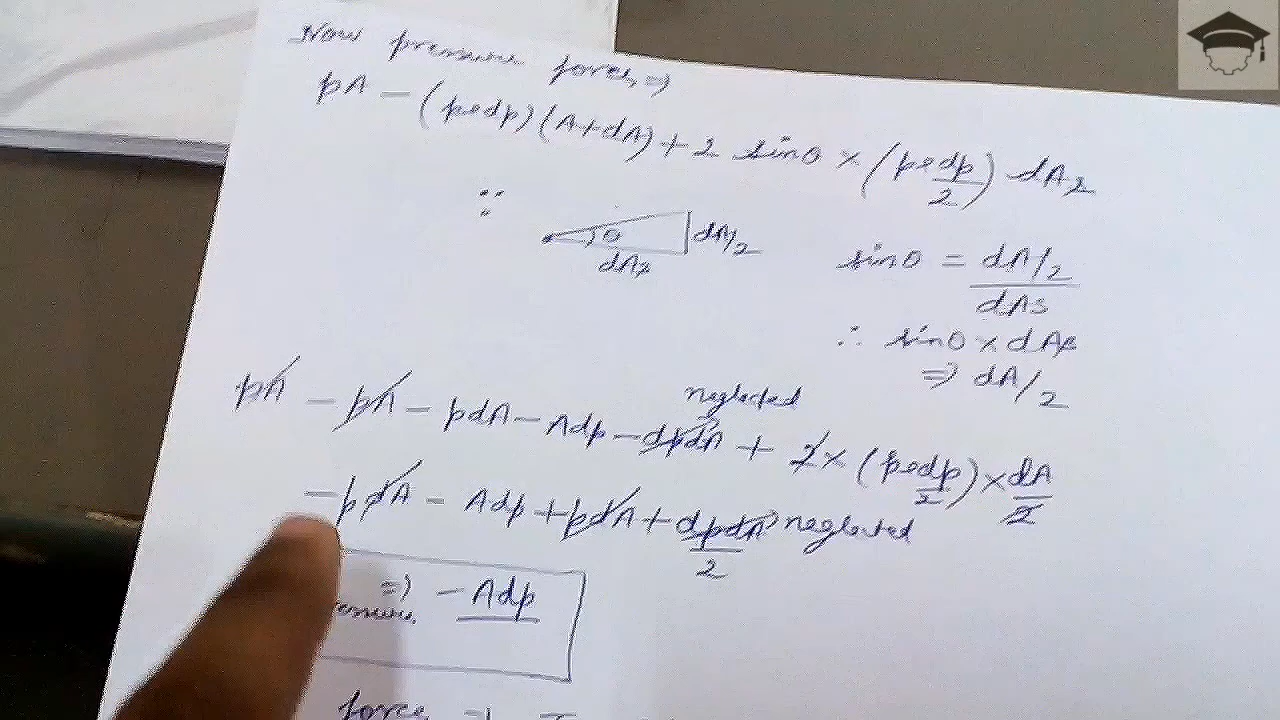 Now pressure force ⇒
pA - (p+dp)(A+dA) + 2 sinθ × (p+dp/2) dAs
∵ θ dA/2 dAs
sinθ = (dA/2)/dAs
∴ sinθ × dAs
⇒ dA/2
neglected
pA - pA - pdA - Adp - dpdA + 2 × (p+dp/2) × dA/2
- pdA - Adp + pdA + dpdA/2 ⇒ neglected
⇒ - Adp
force ⇒